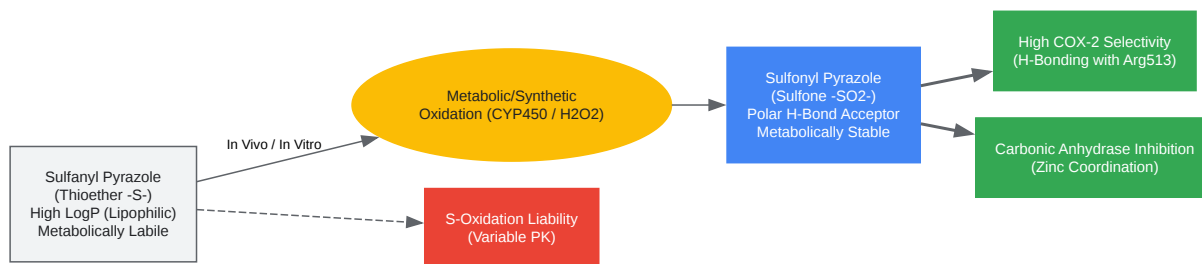 Sulfanyl Pyrazole
(Thioether -S-)
High LogP (Lipophilic)
Metabolically Labile
In Vivo / In Vitro
Metabolic/Synthetic
Oxidation (CYP450 / H2O2)
S-Oxidation Liability
(Variable PK)
Sulfonyl Pyrazole
(Sulfone -SO2-)
Polar H-Bond Acceptor
Metabolically Stable
High COX-2 Selectivity
(H-Bonding with Arg513)
Carbonic Anhydrase Inhibition
(Zinc Coordination)